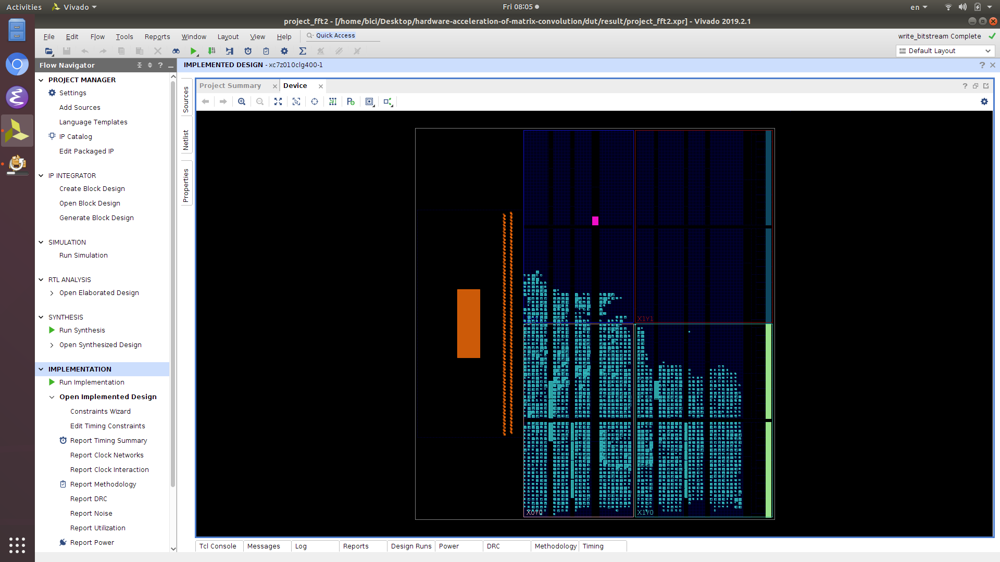 Activities
Vivado
Fri 08:05
en
project_fft2 - [/home/bici/Desktop/hardware-acceleration-of-matrix-convolution/dut/result/project_fft2.xpr] - Vivado 2019.2.1
File Edit Flow Tools Reports Window Layout View Help
Quick Access
write_bitstream Complete
Default Layout
Flow Navigator
IMPLEMENTED DESIGN - xc7z010clg400-1
PROJECT MANAGER
Settings
Add Sources
Language Templates
IP Catalog
Edit Packaged IP
IP INTEGRATOR
Create Block Design
Open Block Design
Generate Block Design
SIMULATION
Run Simulation
RTL ANALYSIS
Open Elaborated Design
SYNTHESIS
Run Synthesis
Open Synthesized Design
IMPLEMENTATION
Run Implementation
Open Implemented Design
Constraints Wizard
Edit Timing Constraints
Report Timing Summary
Report Clock Networks
Report Clock Interaction
Report Methodology
Report DRC
Report Noise
Report Utilization
Report Power
Sources
Netlist
Properties
Project Summary
Device
X1Y1
X0Y0
X1Y0
Tcl Console
Messages
Log
Reports
Design Runs
Power
DRC
Methodology
Timing